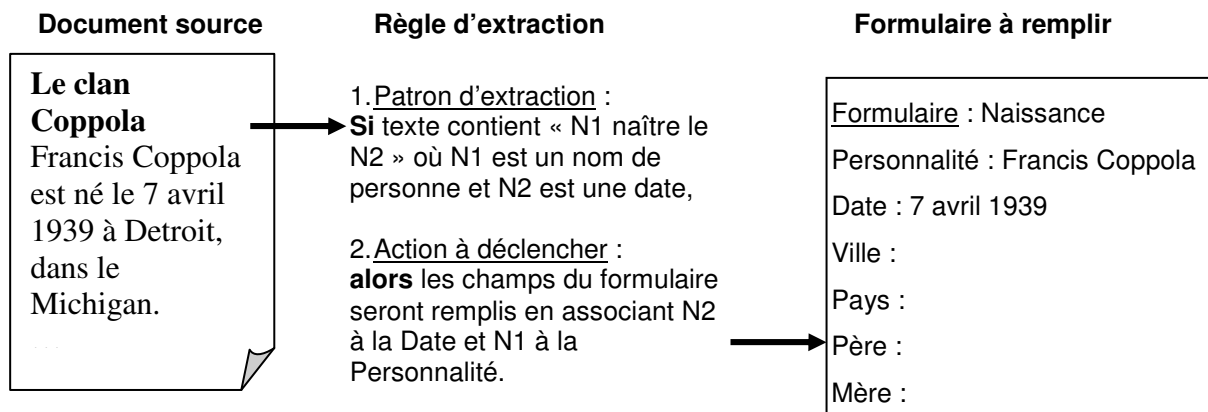 Document source
Règle d'extraction
Formulaire à remplir
Le clan
Coppola
Francis Coppola
est né le 7 avril
1939 à Detroit,
dans le
Michigan.
…
1. Patron d'extraction :
Si texte contient « N1 naître le
N2 » où N1 est un nom de
personne et N2 est une date,
2. Action à déclencher :
alors les champs du formulaire
seront remplis en associant N2
à la Date et N1 à la
Personnalité.
Formulaire : Naissance
Personnalité : Francis Coppola
Date : 7 avril 1939
Ville :
Pays :
Père :
Mère :